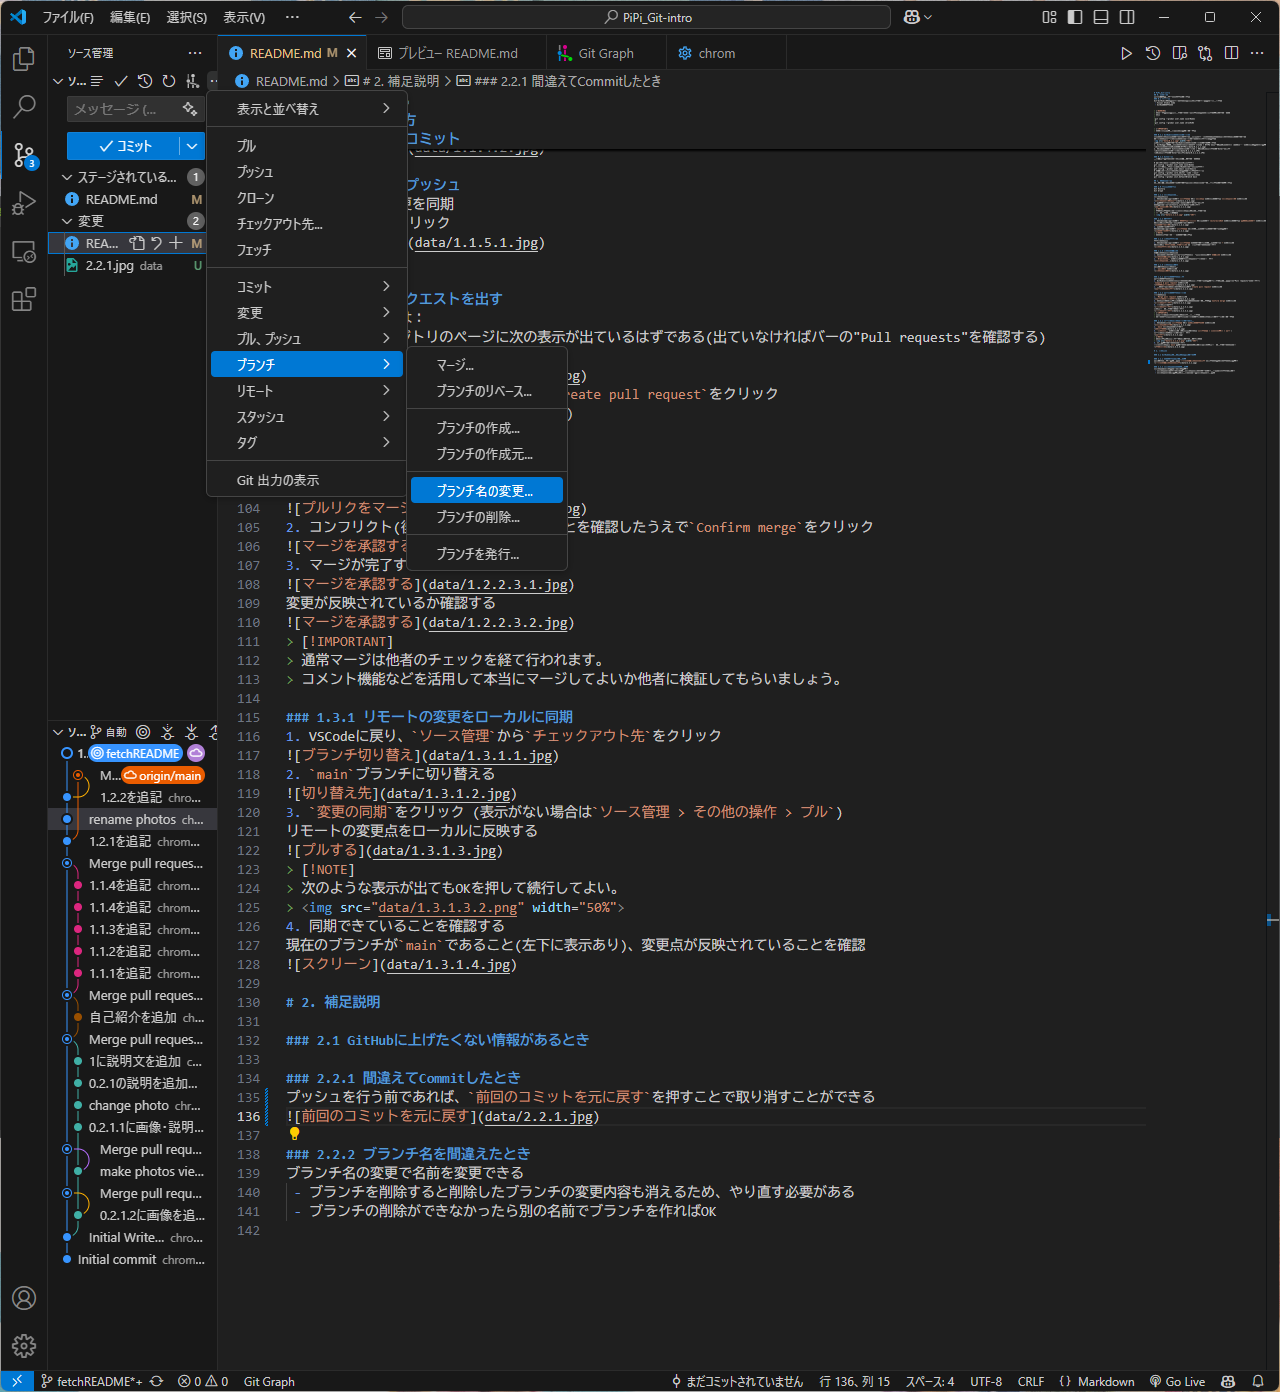 ファイル(F) 編集(E) 選択(S) 表示(V) … PiPi_Git-intro
ソース管理
README.md M
プレビュー README.md
Git Graph
chrom
README.md > # 2. 補足説明 > ### 2.2.1 間違えてCommitしたとき
ソ...
メッセージ (...
コミット
ステージされている... 1
README.md M
変更 2
REA... M
2.2.1.jpg data U
表示と並べ替え
プル
プッシュ
クローン
チェックアウト先...
フェッチ
コミット
変更
プル、プッシュ
ブランチ
リモート
スタッシュ
タグ
Git 出力の表示
マージ...
ブランチのリベース...
ブランチの作成...
ブランチの作成元...
ブランチ名の変更...
ブランチの削除...
ブランチを発行...
方
コミット
プッシュ
更を同期
リック
(data/1.1.5.1.jpg)
クエストを出す
ジトリのページに次の表示が出ているはずである(出ていなければバーの"Pull requests"を確認する)
pg)
eate pull request`をクリック
)
104 ![プルリクをマージ pg)
105 2. コンフリクト( とを確認したうえで`Confirm merge`をクリック
106 ![マージを承認する
107 3. マージが完了す
108 ![マージを承認する](data/1.2.2.3.1.jpg)
109 変更が反映されているか確認する
110 ![マージを承認する](data/1.2.2.3.2.jpg)
111 > [!IMPORTANT]
112 > 通常マージは他者のチェックを経て行われます。
113 > コメント機能などを活用して本当にマージしてよいか他者に検証してもらいましょう。
114
115 ### 1.3.1 リモートの変更をローカルに同期
116 1. VSCodeに戻り、`ソース管理`から`チェックアウト先`をクリック
117 ![ブランチ切り替え](data/1.3.1.1.jpg)
118 2. `main`ブランチに切り替える
119 ![切り替え先](data/1.3.1.2.jpg)
120 3. `変更の同期`をクリック (表示がない場合は`ソース管理 > その他の操作 > プル`)
121 リモートの変更点をローカルに反映する
122 ![プルする](data/1.3.1.3.jpg)
123 > [!NOTE]
124 > 次のような表示が出てもOKを押して続行してよい。
125 > <img src="data/1.3.1.3.2.png" width="50%">
126 4. 同期できていることを確認する
127 現在のブランチが`main`であること(左下に表示あり)、変更点が反映されていることを確認
128 ![スクリーン](data/1.3.1.4.jpg)
129
130 # 2. 補足説明
131
132 ### 2.1 GitHubに上げたくない情報があるとき
133
134 ### 2.2.1 間違えてCommitしたとき
135 プッシュを行う前であれば、`前回のコミットを元に戻す`を押すことで取り消すことができる
136 ![前回のコミットを元に戻す](data/2.2.1.jpg)
137
138 ### 2.2.2 ブランチ名を間違えたとき
139 ブランチ名の変更で名前を変更できる
140 - ブランチを削除すると削除したブランチの変更内容も消えるため、やり直す必要がある
141 - ブランチの削除ができなかったら別の名前でブランチを作ればOK
142
ソ... 自動
1. fetchREADME
M... origin/main
1.2.2を追記 chro...
rename photos ch...
1.2.1を追記 chrom...
Merge pull reques...
1.1.4を追記 chrom...
1.1.4を追記 chrom...
1.1.3を追記 chrom...
1.1.2を追記 chrom...
1.1.1を追記 chrom...
Merge pull reques...
自己紹介を追加 ch...
Merge pull reques...
1に説明文を追加 c...
0.2.1の説明を追加...
change photo chr...
0.2.1.1に画像・説明...
Merge pull requ...
make photos vie...
Merge pull requ...
0.2.1.2に画像を追...
Initial Write... chro...
Initial commit chrom...
fetchREADME*+ 0 0 Git Graph まだコミットされていません 行 136、列 15 スペース: 4 UTF-8 CRLF {} Markdown Go Live